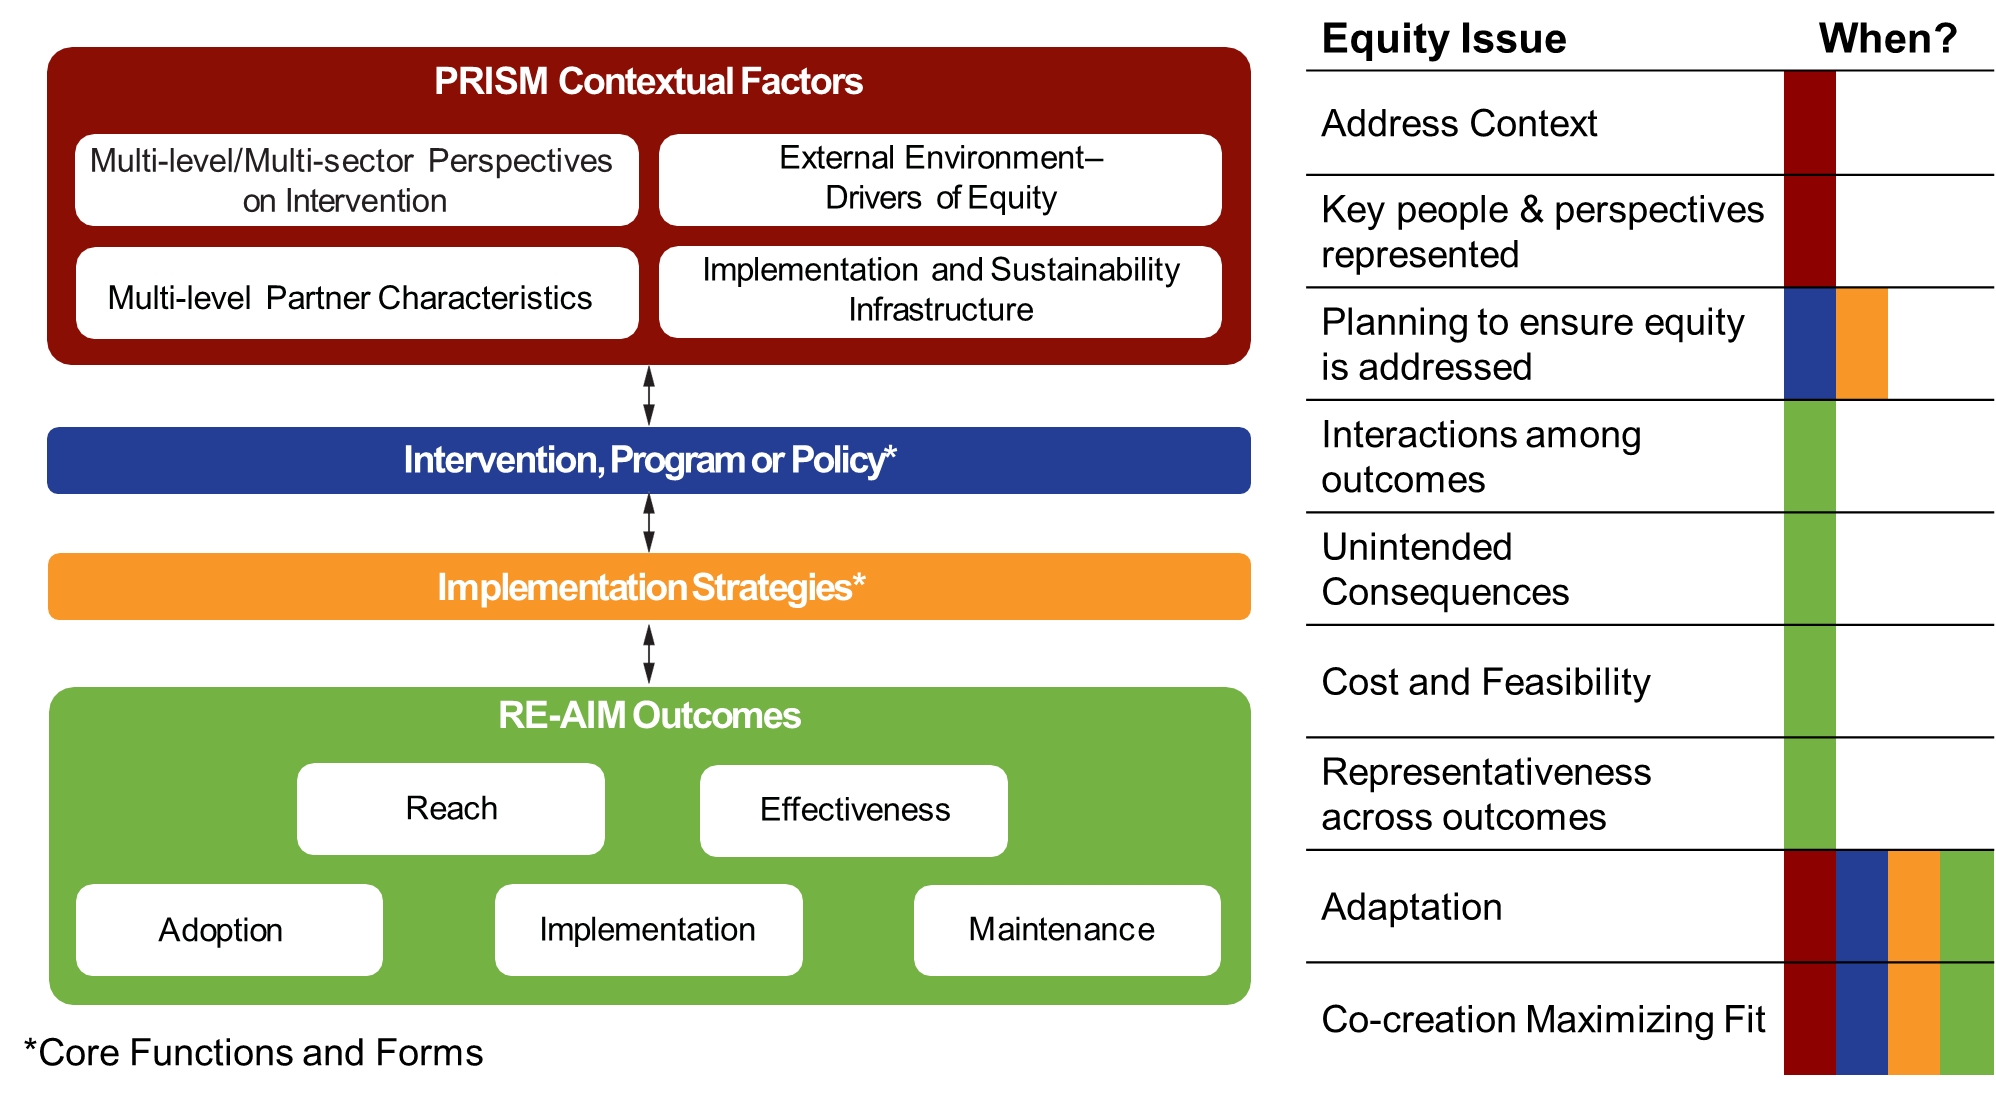 PRISM Contextual Factors
Multi-level/Multi-sector Perspectives
on Intervention
External Environment–
Drivers of Equity
Multi-level Partner Characteristics
Implementation and Sustainability
Infrastructure
Intervention, Program or Policy*
Implementation Strategies*
RE-AIM Outcomes
Reach
Effectiveness
Adoption
Implementation
Maintenance
*Core Functions and Forms
Equity Issue When?
Address Context
Key people & perspectives
represented
Planning to ensure equity
is addressed
Interactions among
outcomes
Unintended
Consequences
Cost and Feasibility
Representativeness
across outcomes
Adaptation
Co-creation Maximizing Fit